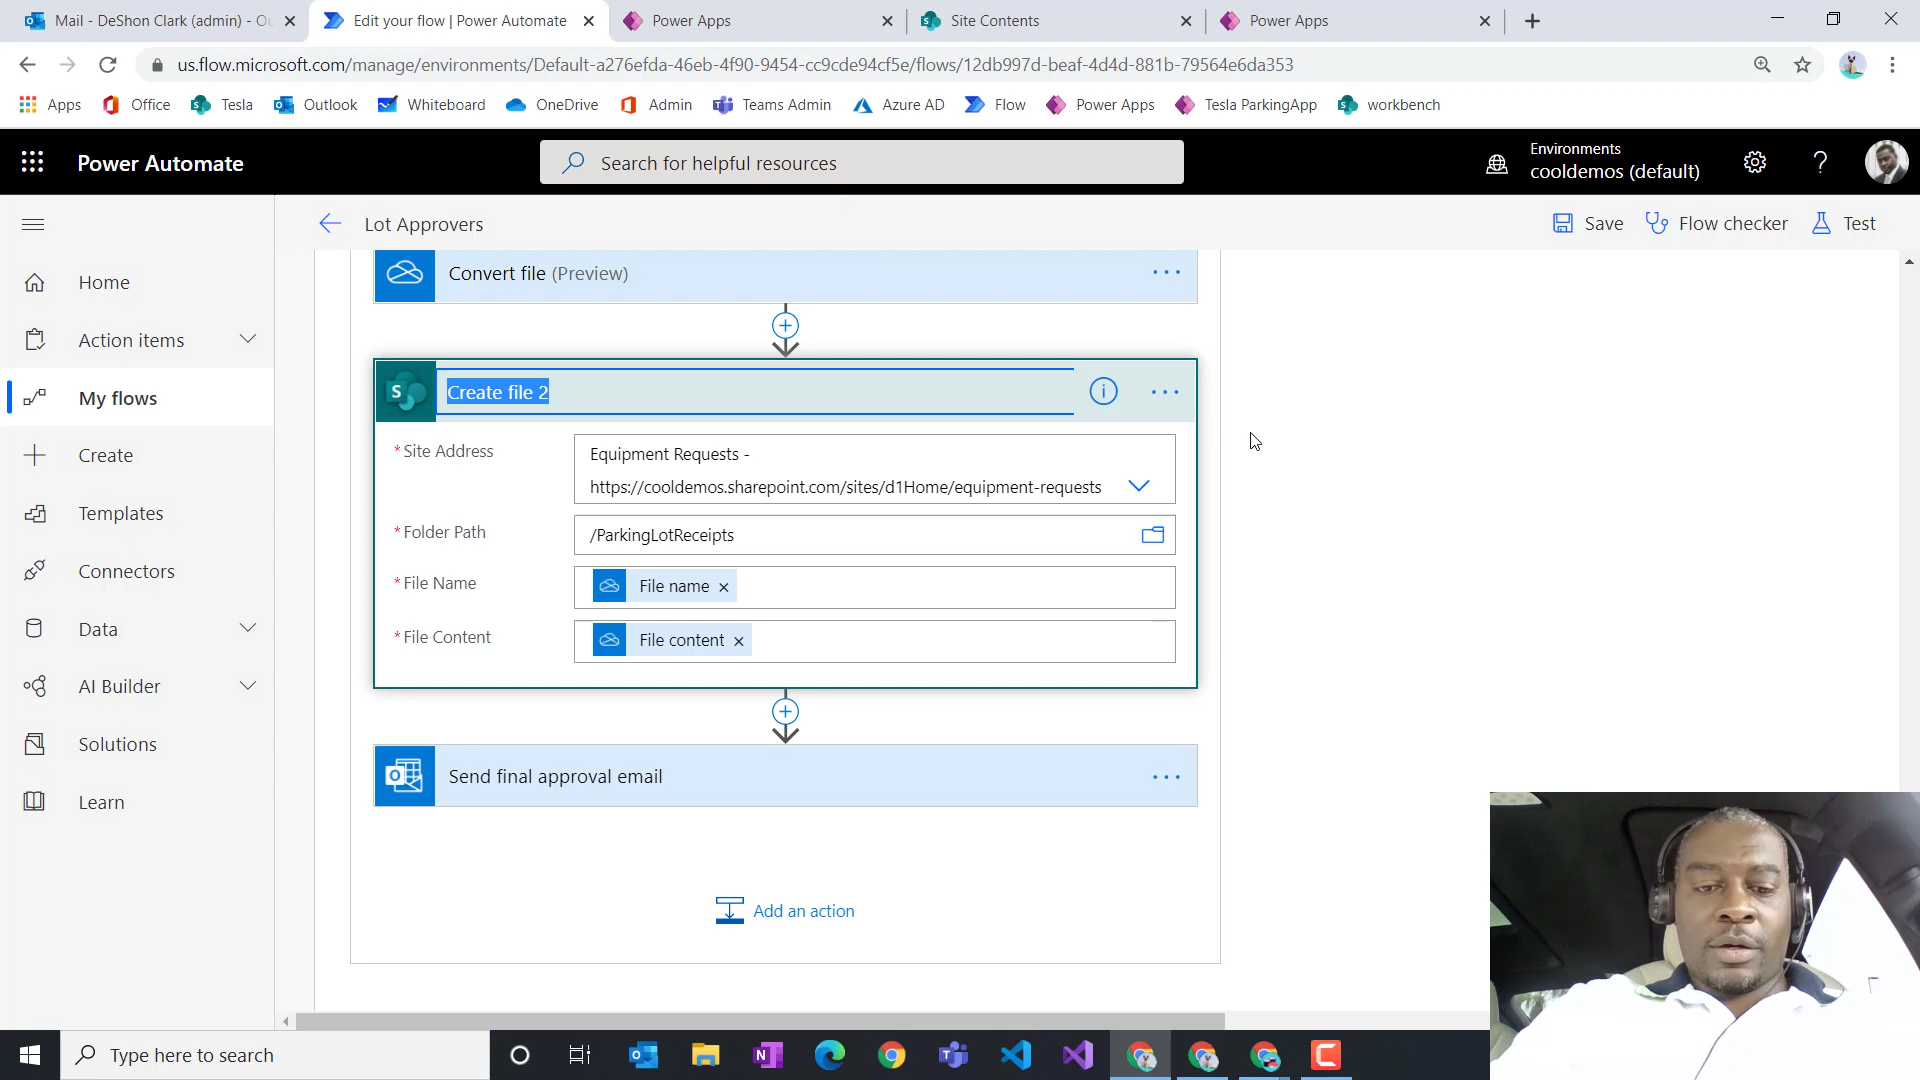 Mail - DeShon Clark (admin) - Ou
Edit your flow | Power Automate
Power Apps
Site Contents
Power Apps
us.flow.microsoft.com/manage/environments/Default-a276efda-46eb-4f90-9454-cc9cde94cf5e/flows/12db997d-beaf-4d4d-881b-79564e6da353
Apps
Office
Tesla
Outlook
Whiteboard
OneDrive
Admin
Teams Admin
Azure AD
Flow
Power Apps
Tesla ParkingApp
workbench
Power Automate
Search for helpful resources
Environments
cooldemos (default)
Lot Approvers
Save
Flow checker
Test
Home
Action items
My flows
Create
Templates
Connectors
Data
AI Builder
Solutions
Learn
Convert file (Preview)
Create file 2
* Site Address
Equipment Requests -
https://cooldemos.sharepoint.com/sites/d1Home/equipment-requests
* Folder Path
/ParkingLotReceipts
* File Name
File name
* File Content
File content
Send final approval email
Add an action
Type here to search